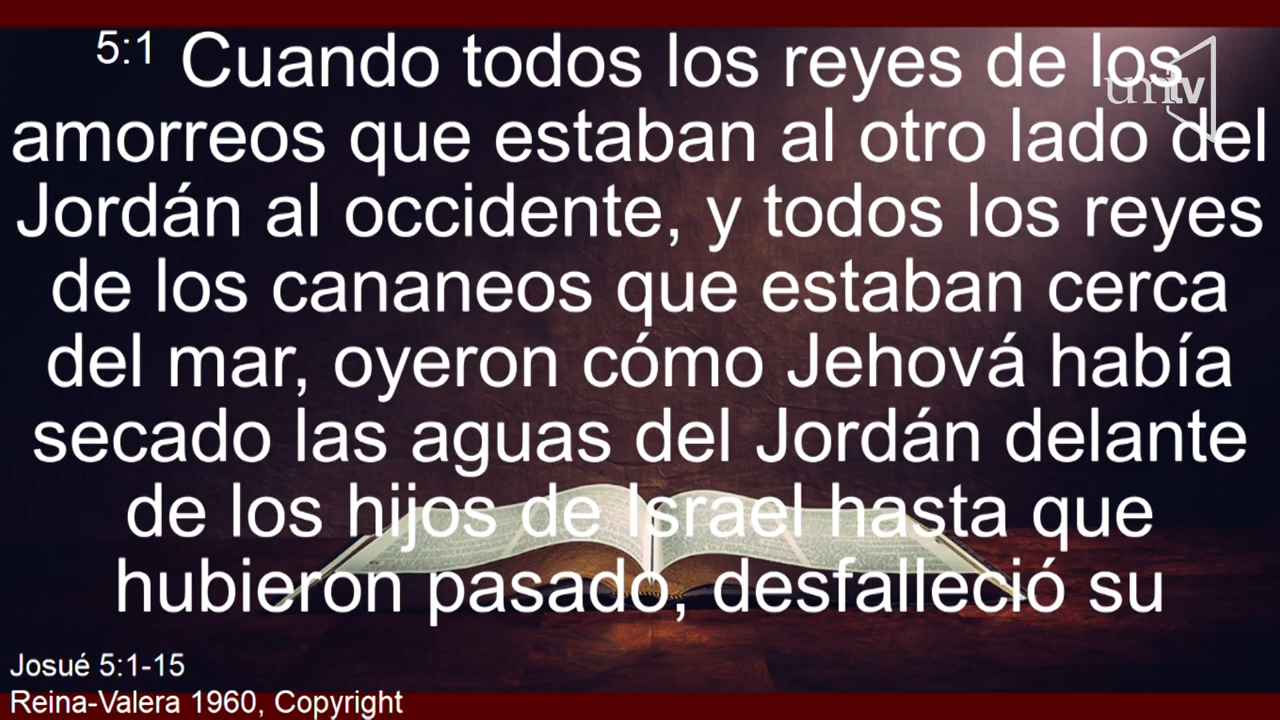 5:1 Cuando todos los reyes de los
amorreos que estaban al otro lado del
Jordán al occidente, y todos los reyes
de los cananeos que estaban cerca
del mar, oyeron cómo Jehová había
secado las aguas del Jordán delante
de los hijos de Israel hasta que
hubieron pasado, desfalleció su
Josué 5:1-15
Reina-Valera 1960, Copyright